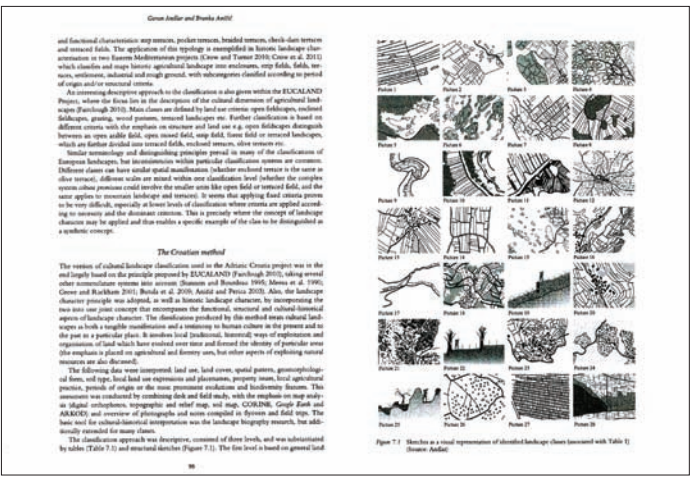 Goran Andlar and Branka Aničić
and functional characteristics: step terraces, pocket terraces, braided terraces, check-dam terraces
and terraced fields. The application of this typology is exemplified in historic landscape char-
acterisation in two Eastern Mediterranean projects (Crow and Turner 2010; Crow et al. 2011)
which classifies and maps historic agricultural landscape into enclosures, strip fields, fields, ter-
races, settlement, industrial and rough ground, with subcategories classified according to period
of origin and/or structural criteria.
An interesting descriptive approach to the classification is also given within the EUCALAND
Project, where the focus lies in the description of the cultural dimension of agricultural land-
scapes (Fairclough 2010). Main classes are defined by land use criteria: open fieldscapes, enclosed
fieldscapes, grazing, wood pastures, terraced landscapes etc. Further classification is based on
different criteria with the emphasis on structure and land use e.g. open fieldscapes distinguish
between an open arable field, open mixed field, strip field, forest field or terraced landscapes,
which are further divided into terraced fields, enclosed terraces, olive terraces etc.
Similar terminology and distinguishing principles prevail in many of the classifications of
European landscapes, but inconsistencies within particular classification systems are common.
Different classes can have similar spatial manifestation (whether enclosed terrace is the same as
olive terrace), different scales are mixed within one classification level (whether the complex
system coltura promiscua could involve the smaller units like open field or terraced field, and the
same applies to mountain landscape and terraces). It seems that applying fixed criteria proves
to be very difficult, especially at lower levels of classification where criteria are applied accord-
ing to necessity and the dominant criterion. This is precisely where the concept of landscape
character may be applied and thus enables a specific example of the class to be distinguished as
a synthetic concept.
The Croatian method
The version of cultural landscape classification used in the Adriatic Croatia project was in the
end largely based on the principle proposed by EUCALAND (Fairclough 2010), taking several
other nomenclature systems into account (Stanners and Bourdeau 1995; Meeus et al. 1990;
Grove and Rackham 2001; Bunda et al. 2009; Aničić and Perica 2003). Also, the landscape
character principle was adopted, as well as historic landscape character, by incorporating the
two into one joint concept that encompasses the functional, structural and cultural-historical
aspects of landscape character. The classification produced by this method treats cultural land-
scapes as both a tangible manifestation and a testimony to human culture in the present and to
the past in a particular place. It involves local (traditional, historical) ways of exploitation and
organisation of land which have evolved over time and formed the identity of particular areas
(the emphasis is placed on agricultural and forestry uses, but other aspects of exploiting natural
resources are also discussed).
The following data were interpreted: land use, land cover, spatial pattern, geomorphologi-
cal form, soil type, local land use expressions and placenames, property issues, local agricultural
practice, periods of origin or the most prominent evolutions and biodiversity features. This
assessment was conducted by combining desk and field study, with the emphasis on map analy-
sis (digital orthophotos, topographic and relief map, soil map, CORINE, Google Earth and
ARKOD) and overview of photographs and notes compiled in flyovers and field trips. The
basic tool for cultural-historical interpretation was the landscape biography research, but addi-
tionally extended for many classes.
The classification approach was descriptive, consisted of three levels, and was substantiated
by tables (Table 7.1) and structural sketches (Figure 7.1). The first level is based on general land
90
Picture 1 Picture 2 Picture 3 Picture 4
Picture 5 Picture 6 Picture 7 Picture 8
Picture 9 Picture 10 Picture 11 Picture 12
Picture 13 Picture 14 Picture 15 Picture 16
Picture 17 Picture 18 Picture 19 Picture 20
Picture 21 Picture 22 Picture 23 Picture 24
Picture 25 Picture 26 Picture 27 Picture 28
Figure 7.1 Sketches as a visual representation of identified landscape classes (associated with Table 1)
(Source: Andlar)